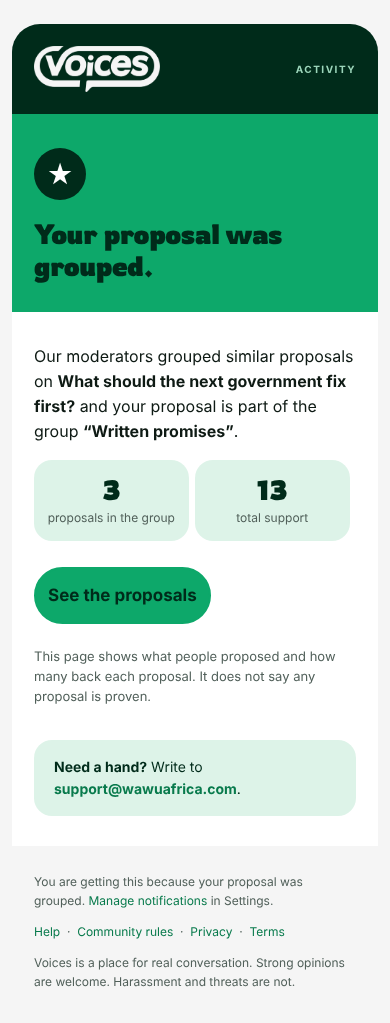 Voices
ACTIVITY
★
Your proposal was
grouped.
Our moderators grouped similar proposals
on What should the next government fix
first? and your proposal is part of the
group “Written promises”.
3
proposals in the group
13
total support
See the proposals
This page shows what people proposed and how
many back each proposal. It does not say any
proposal is proven.
Need a hand? Write to
support@wawuafrica.com.
You are getting this because your proposal was
grouped. Manage notifications in Settings.
Help · Community rules · Privacy · Terms
Voices is a place for real conversation. Strong opinions
are welcome. Harassment and threats are not.